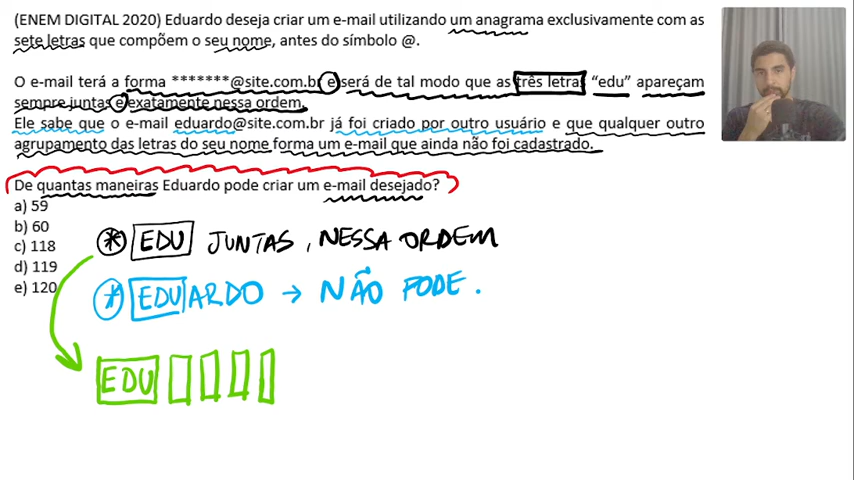 (ENEM DIGITAL 2020) Eduardo deseja criar um e-mail utilizando um anagrama exclusivamente com as
sete letras que compõem o seu nome, antes do símbolo @.
O e-mail terá a forma *******@site.com.br e será de tal modo que as três letras “edu” apareçam
sempre juntas e exatamente nessa ordem.
Ele sabe que o e-mail eduardo@site.com.br já foi criado por outro usuário e que qualquer outro
agrupamento das letras do seu nome forma um e-mail que ainda não foi cadastrado.
De quantas maneiras Eduardo pode criar um e-mail desejado?
a) 59
b) 60
c) 118
d) 119
e) 120
* EDU JUNTAS, NESSA ORDEM
* EDUARDO → NÃO PODE.
EDU